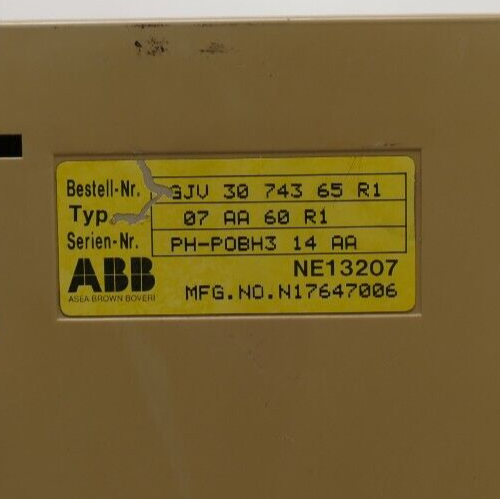 Bestell-Nr. GJV 30 743 65 R1
Typ 07 AA 60 R1
Serien-Nr. PH-POBH3 14 AA
ABB NE13207
ASEA BROWN BOVERI MFG.NO.N17647006